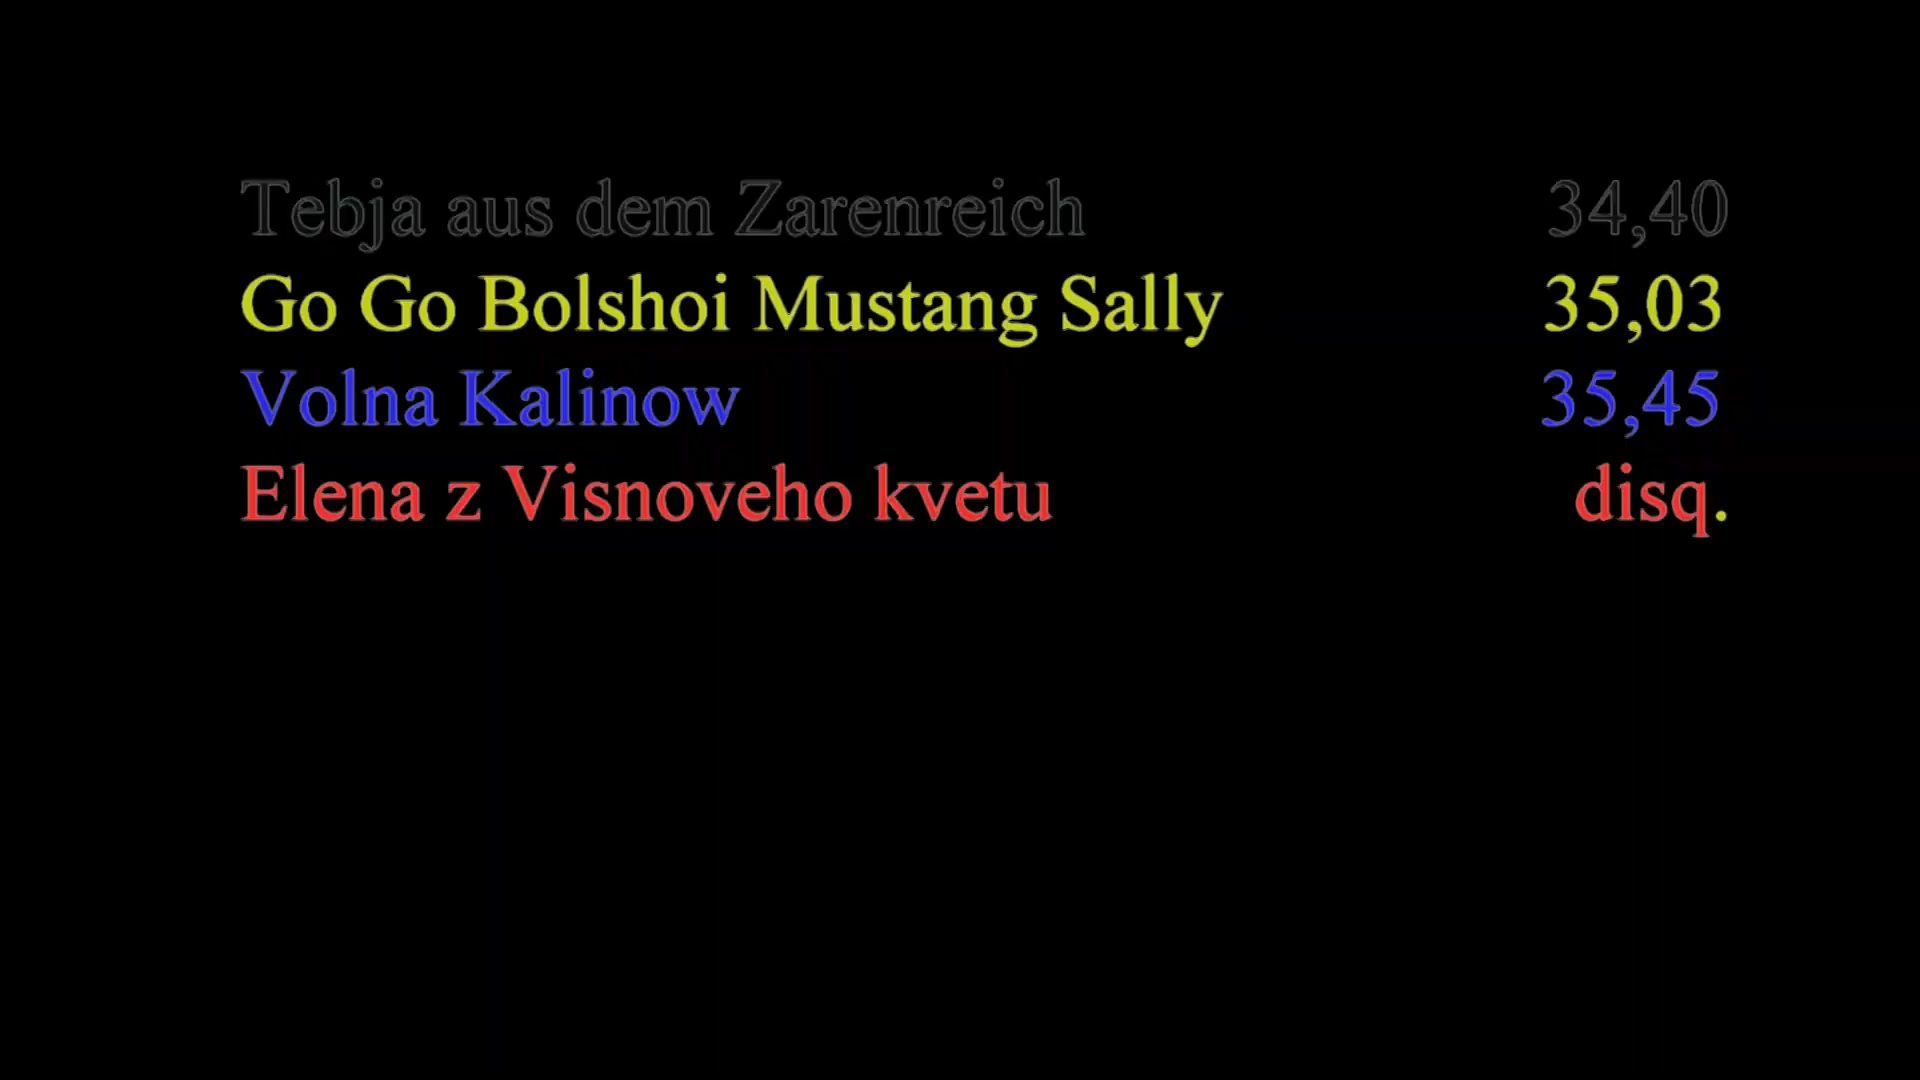 Tebja aus dem Zarenreich 34,40
Go Go Bolshoi Mustang Sally 35,03
Volna Kalinow 35,45
Elena z Visnoveho kvetu disq.